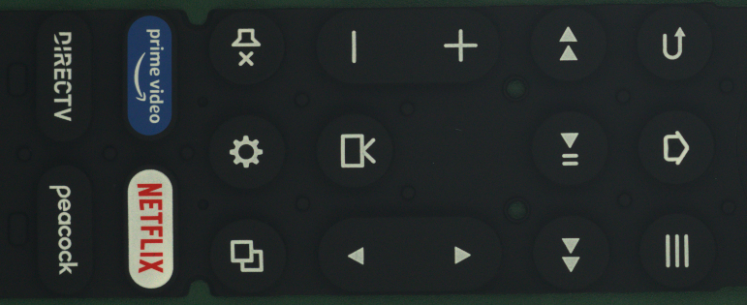 prime video
NETFLIX
DIRECTV
peacock